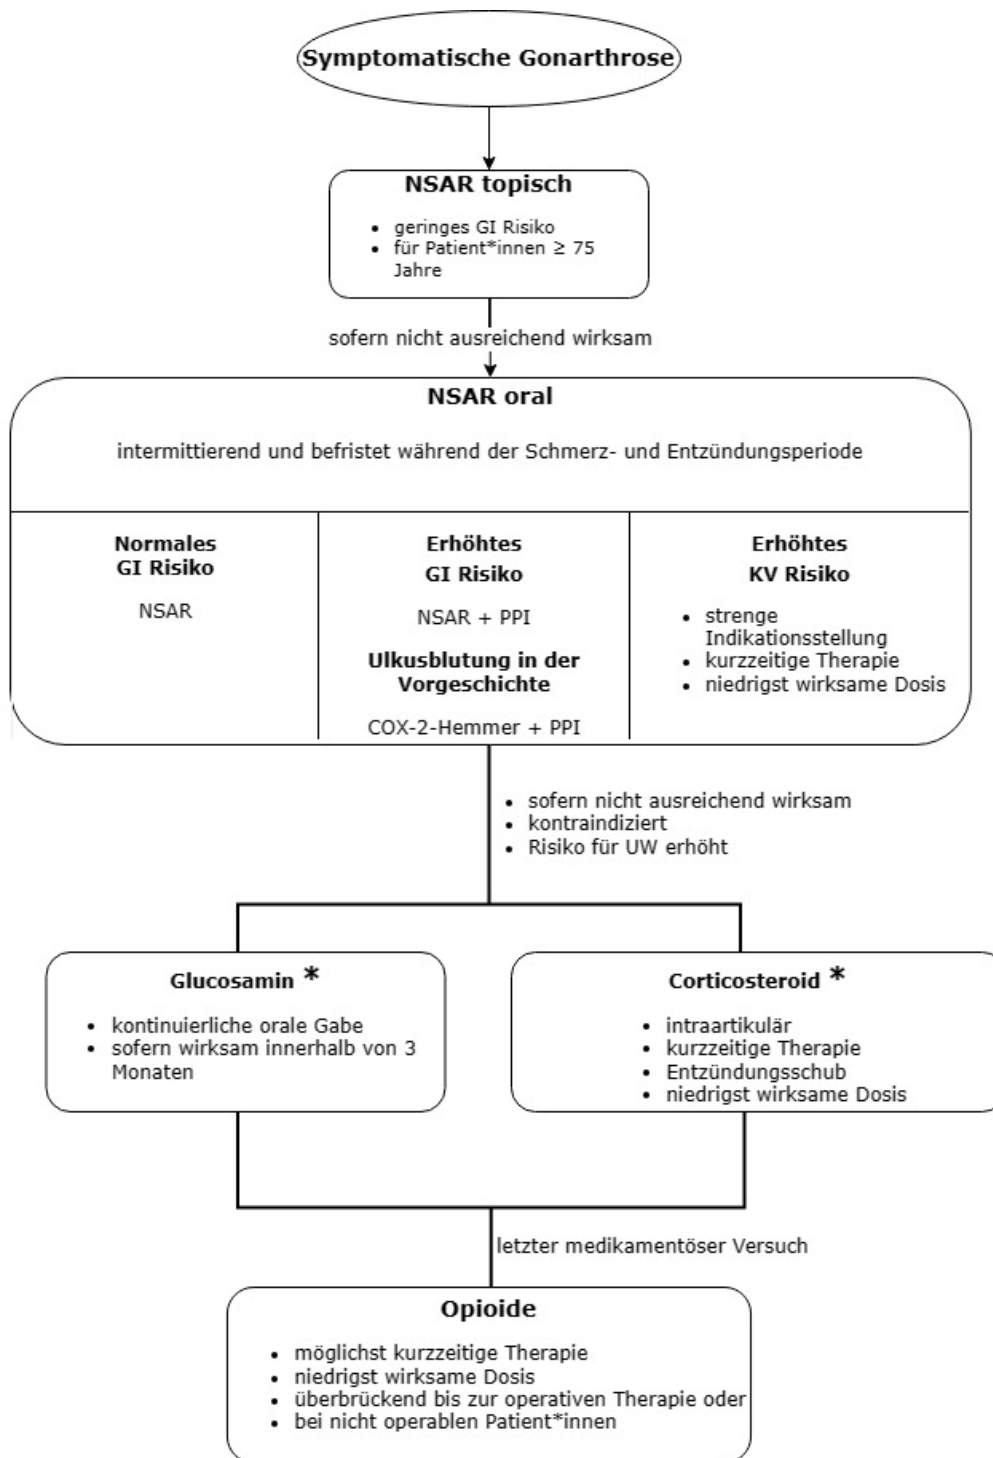 Symptomatische Gonarthrose
NSAR topisch
• geringes GI Risiko
• für Patient*innen ≥ 75
Jahre
sofern nicht ausreichend wirksam
NSAR oral
intermittierend und befristet während der Schmerz- und Entzündungsperiode
Normales
GI Risiko
NSAR
Erhöhtes
GI Risiko
NSAR + PPI
Ulkusblutung in der
Vorgeschichte
COX-2-Hemmer + PPI
Erhöhtes
KV Risiko
• strenge
Indikationsstellung
• kurzzeitige Therapie
• niedrigst wirksame Dosis
• sofern nicht ausreichend wirksam
• kontraindiziert
• Risiko für UW erhöht
Glucosamin *
• kontinuierliche orale Gabe
• sofern wirksam innerhalb von 3
Monaten
Corticosteroid *
• intraartikulär
• kurzzeitige Therapie
• Entzündungsschub
• niedrigst wirksame Dosis
letzter medikamentöser Versuch
Opioide
• möglichst kurzzeitige Therapie
• niedrigst wirksame Dosis
• überbrückend bis zur operativen Therapie oder
• bei nicht operablen Patient*innen